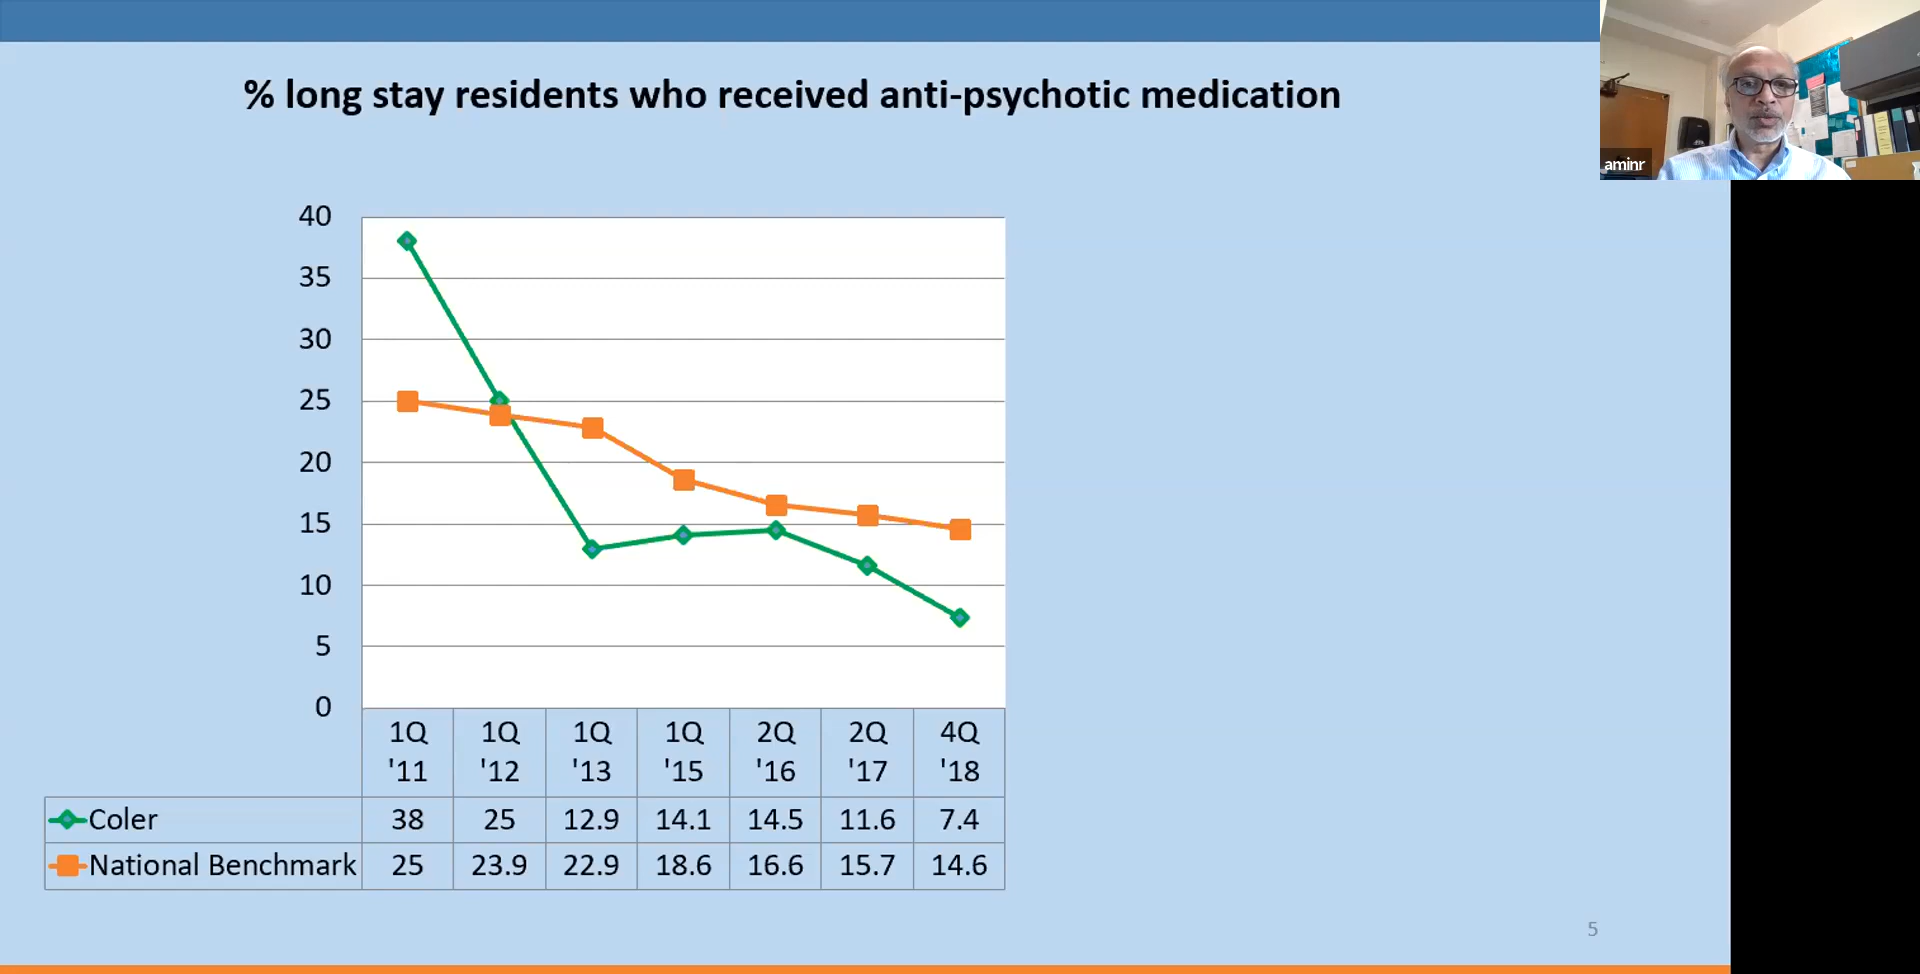 % long stay residents who received anti-psychotic medication
aminr
40
35
30
25
20
15
10
5
0
1Q '11 1Q '12 1Q '13 1Q '15 2Q '16 2Q '17 4Q '18
Coler 38 25 12.9 14.1 14.5 11.6 7.4
National Benchmark 25 23.9 22.9 18.6 16.6 15.7 14.6
5